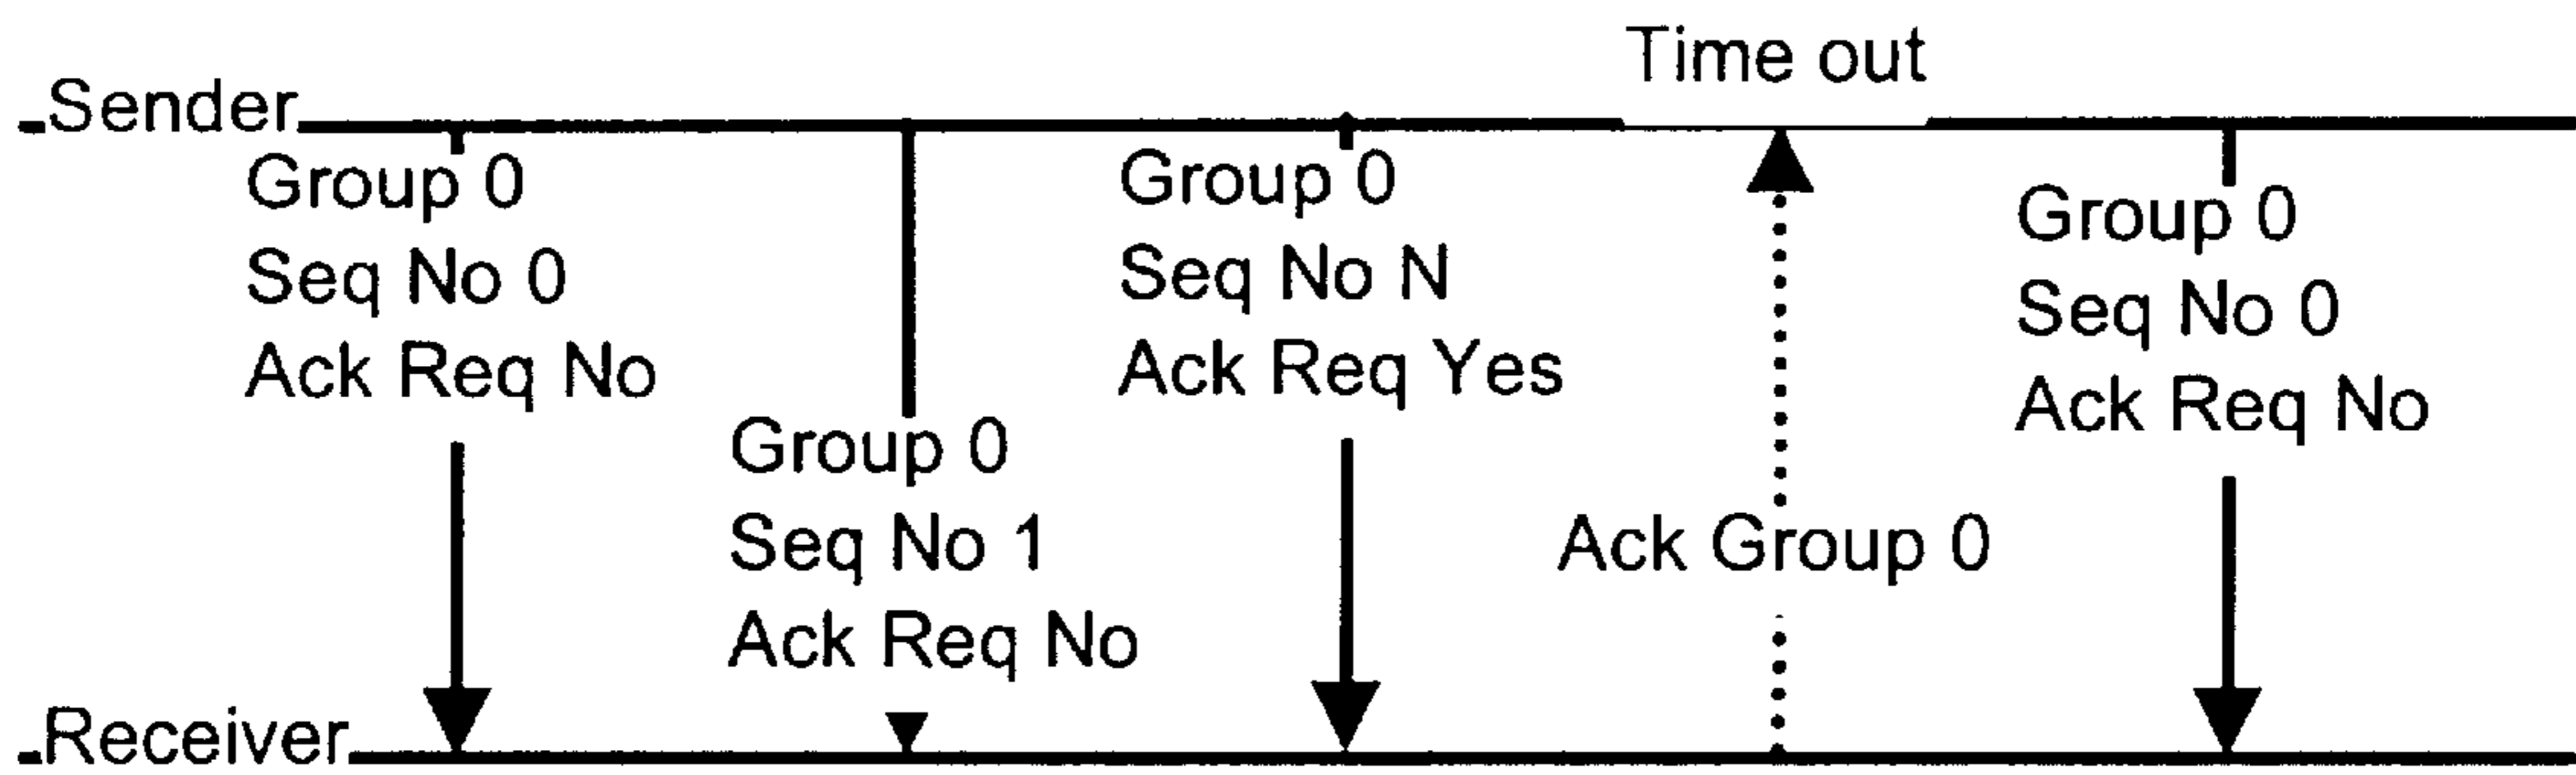 Time out
Sender
Group 0
Seq No 0
Ack Req No
Group 0
Seq No 1
Ack Req No
Group 0
Seq No N
Ack Req Yes
Ack Group 0
Group 0
Seq No 0
Ack Req No
Receiver